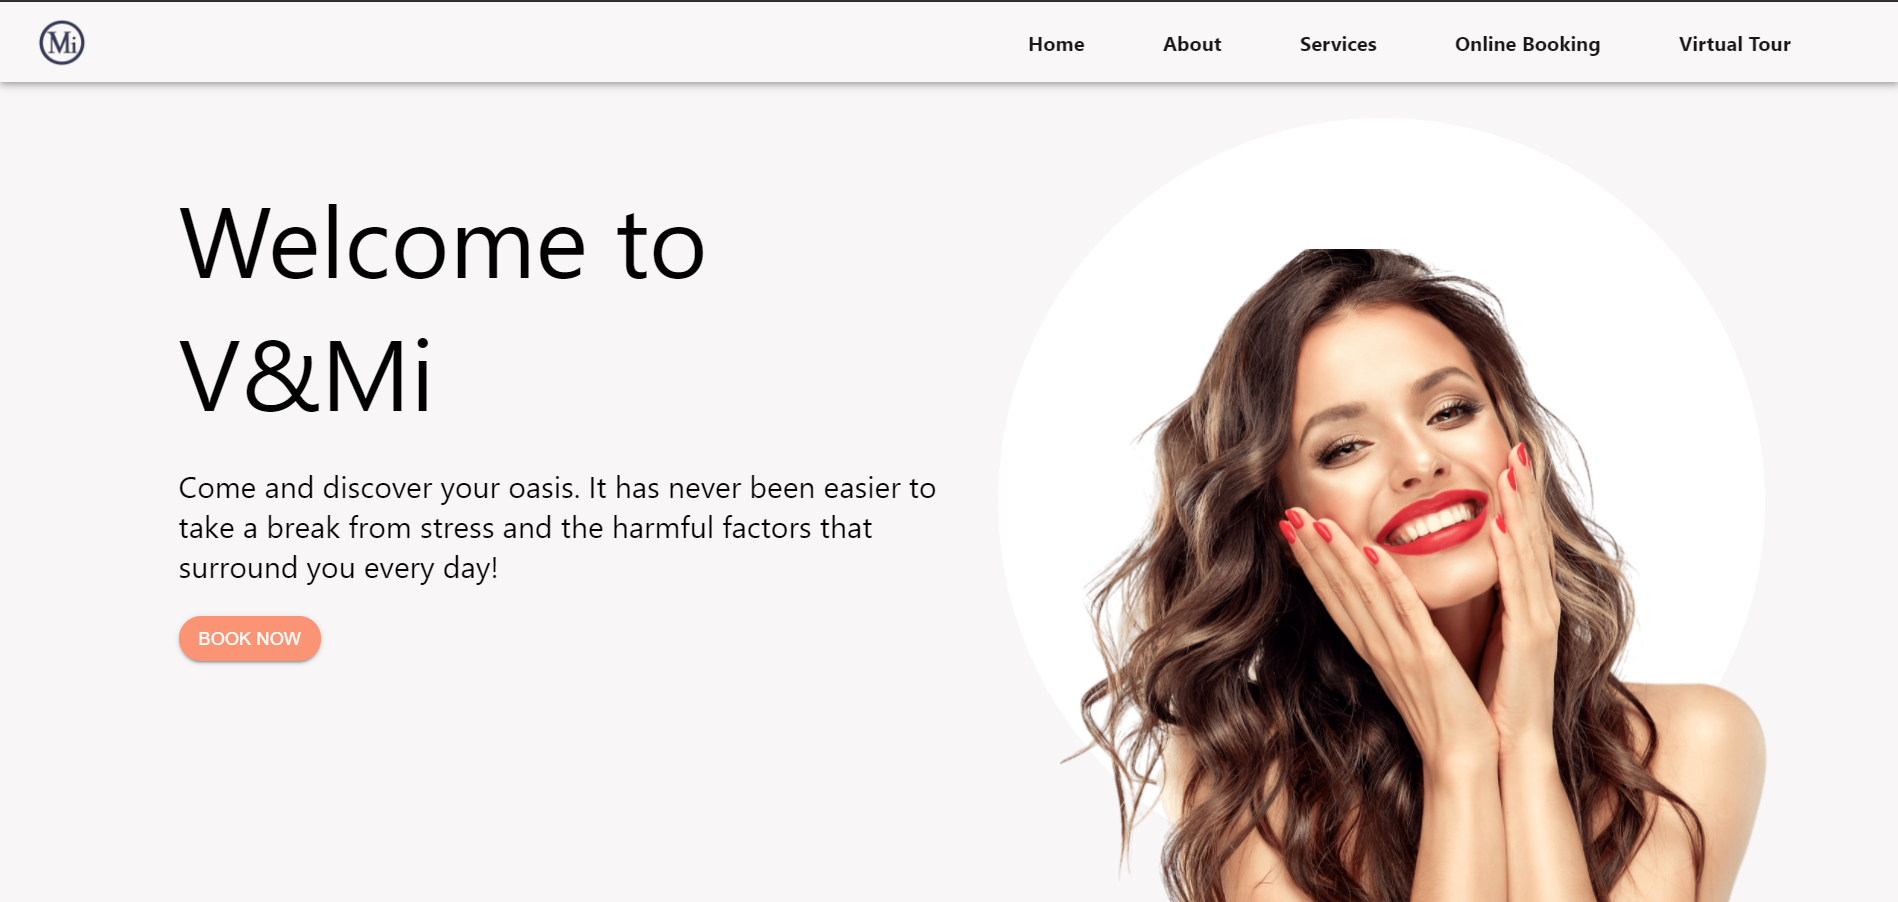 Mi
Home About Services Online Booking Virtual Tour
Welcome to
V&Mi
Come and discover your oasis. It has never been easier to
take a break from stress and the harmful factors that
surround you every day!
BOOK NOW